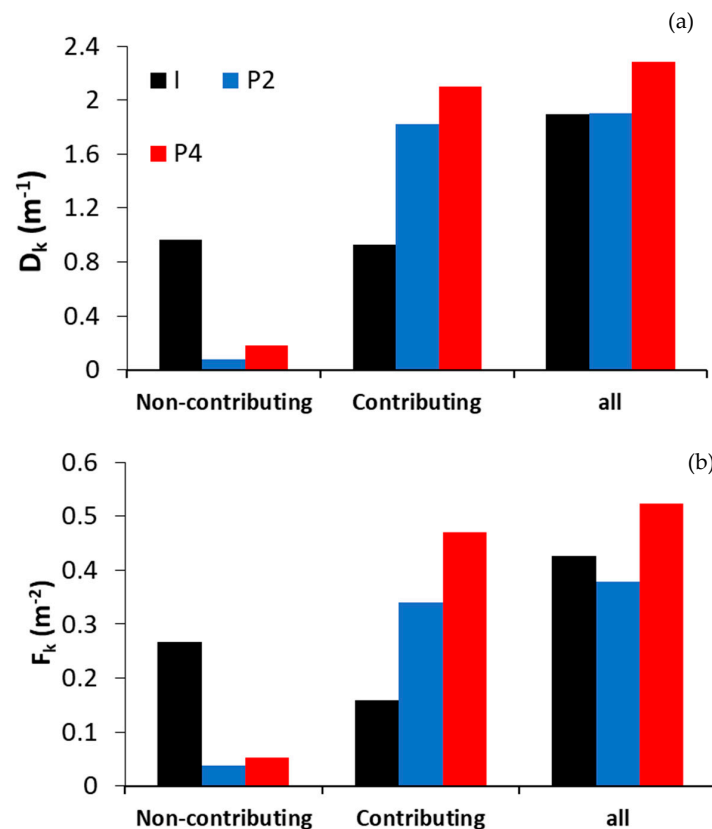 (a)
2.4
2
1.6
1.2
0.8
0.4
0
Dk (m-1)
I P2
P4
Non-contributing Contributing all
(b)
0.6
0.5
0.4
0.3
0.2
0.1
0
Fk (m-2)
Non-contributing Contributing all